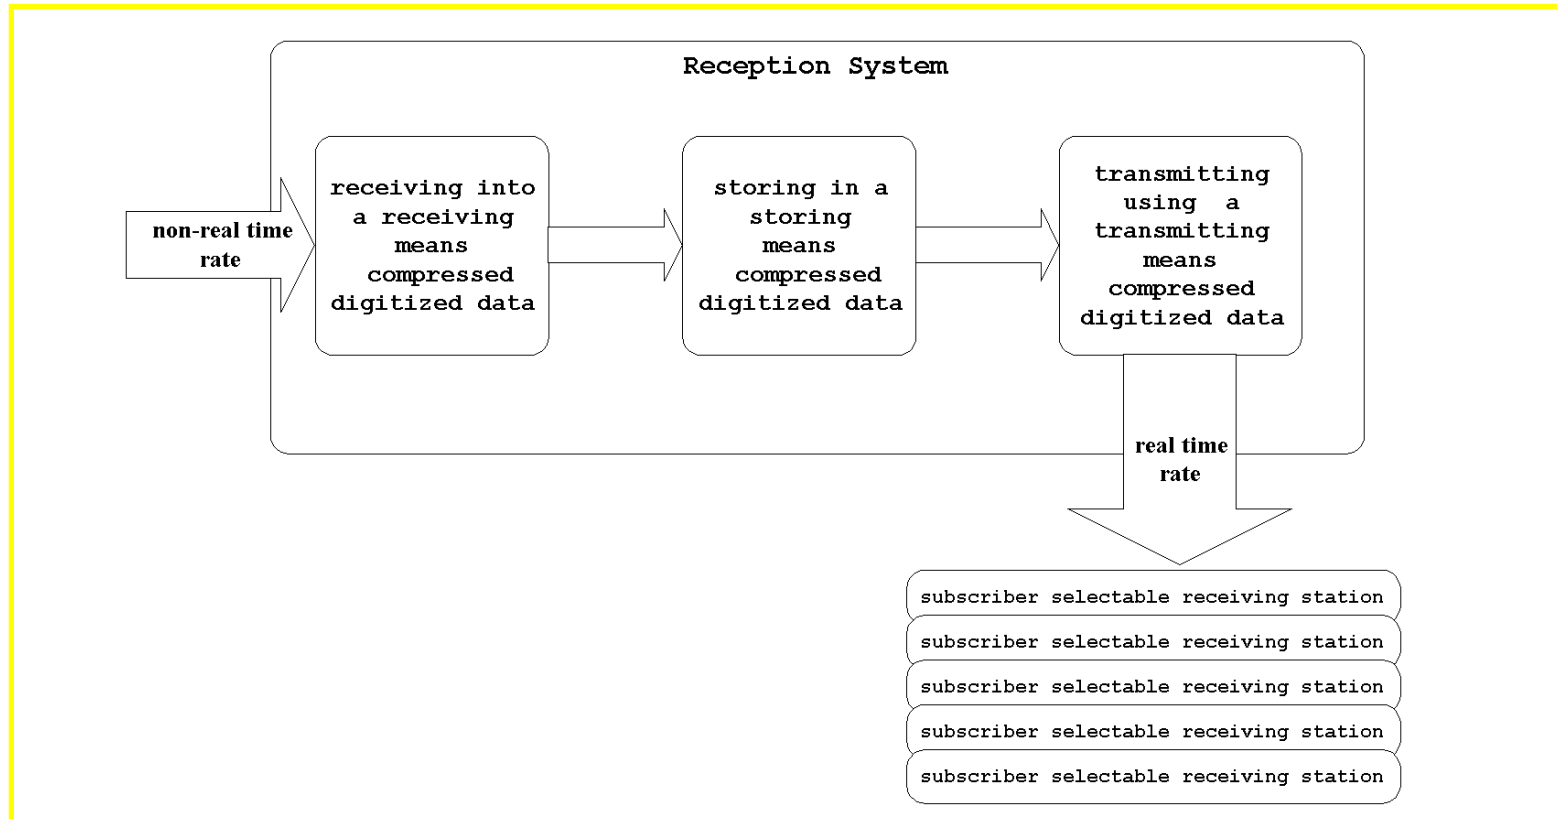 Reception System
non-real time
rate
receiving into
a receiving
means
compressed
digitized data
storing in a
storing
means
compressed
digitized data
transmitting
using a
transmitting
means
compressed
digitized data
real time
rate
subscriber selectable receiving station
subscriber selectable receiving station
subscriber selectable receiving station
subscriber selectable receiving station
subscriber selectable receiving station